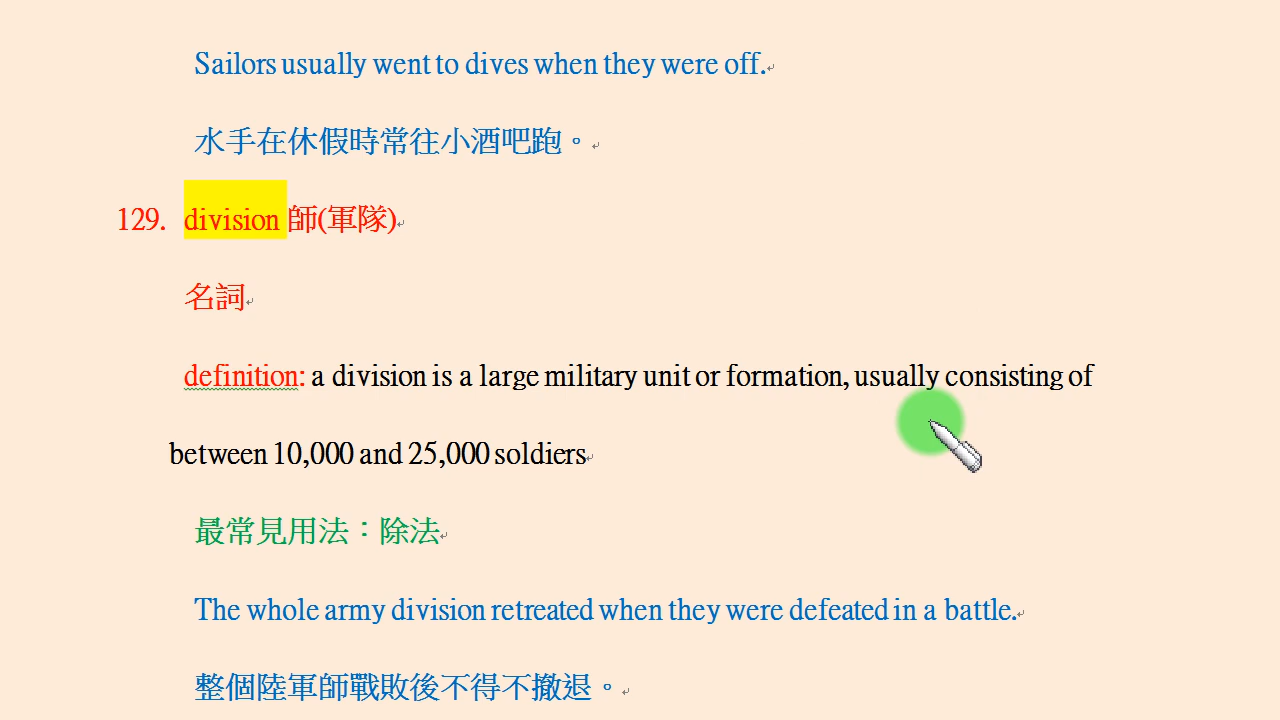 Sailors usually went to dives when they were off.
水手在休假時常往小酒吧跑。
129. division 師(軍隊)
名詞
definition: a division is a large military unit or formation, usually consisting of
between 10,000 and 25,000 soldiers
最常見用法：除法
The whole army division retreated when they were defeated in a battle.
整個陸軍師戰敗後不得不撤退。